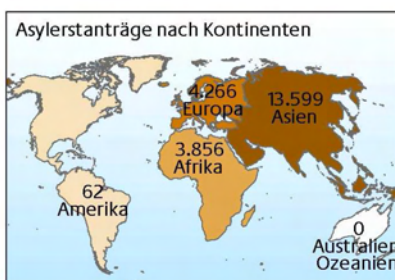 Asylerstanträge nach Kontinenten
4.266
Europa
13.599
Asien
3.856
Afrika
62
Amerika
0
Australien
Ozeanien